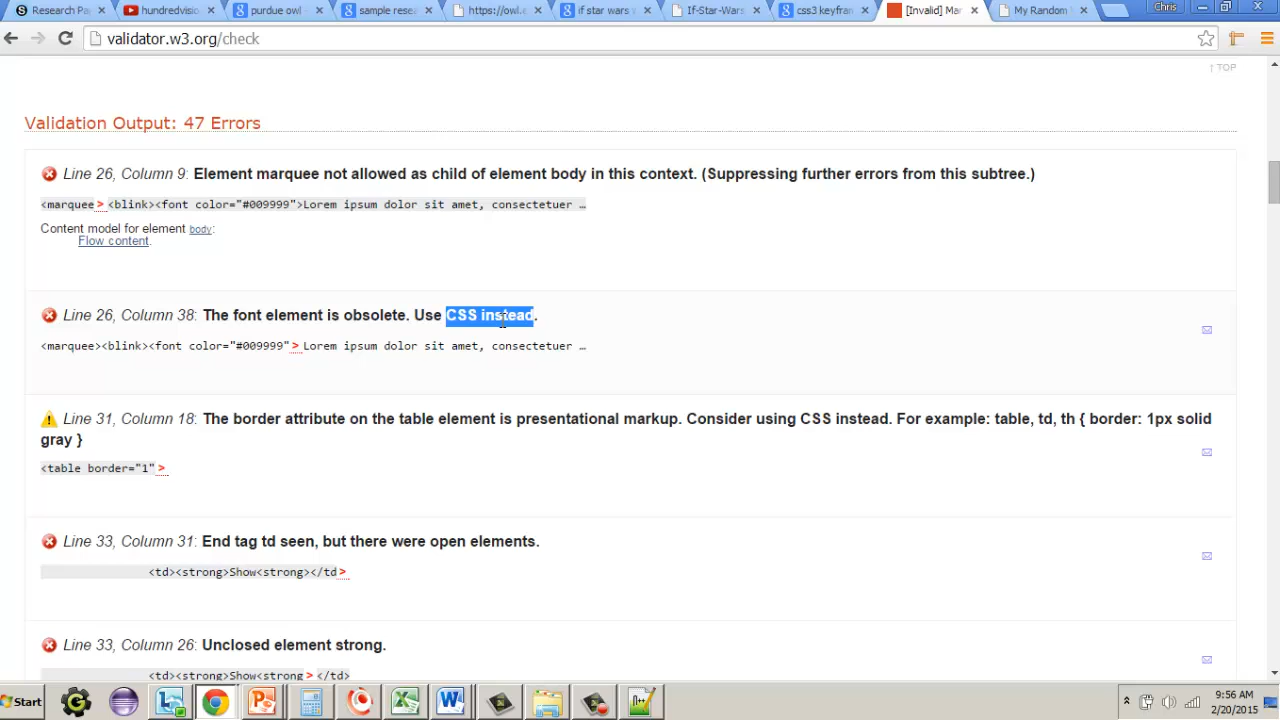 Research Pa
hundredvisio
purdue owl
sample resea
https://owl.e
if star wars v
If-Star-Wars
css3 keyfram
[Invalid] Mar
My Random
Chris
validator.w3.org/check
↑ TOP
Validation Output: 47 Errors
Line 26, Column 9: Element marquee not allowed as child of element body in this context. (Suppressing further errors from this subtree.)
<marquee><blink><font color="#009999">Lorem ipsum dolor sit amet, consectetuer …
Content model for element body:
Flow content.
Line 26, Column 38: The font element is obsolete. Use CSS instead.
<marquee><blink><font color="#009999">Lorem ipsum dolor sit amet, consectetuer …
Line 31, Column 18: The border attribute on the table element is presentational markup. Consider using CSS instead. For example: table, td, th { border: 1px solid
gray }
<table border="1">
Line 33, Column 31: End tag td seen, but there were open elements.
<td><strong>Show<strong></td>
Line 33, Column 26: Unclosed element strong.
<td><strong>Show<strong></td>
Start
9:56 AM
2/20/2015